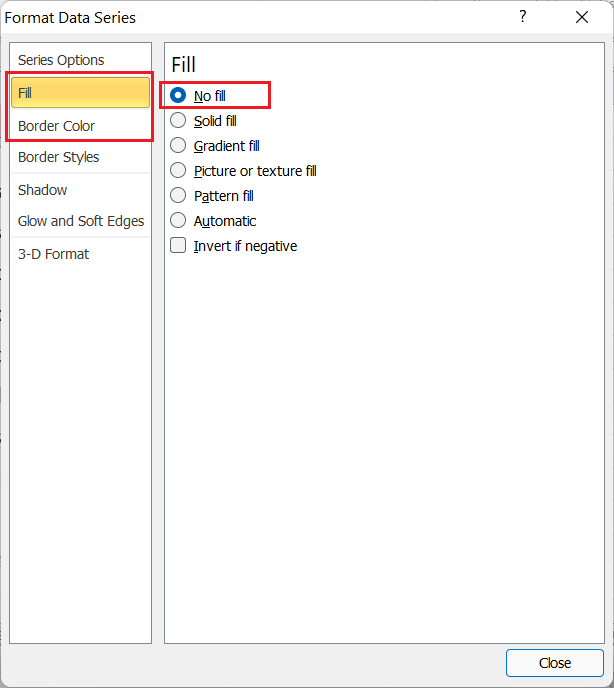 Format Data Series
?
Series Options
Fill
Border Color
Border Styles
Shadow
Glow and Soft Edges
3-D Format
Fill
No fill
Solid fill
Gradient fill
Picture or texture fill
Pattern fill
Automatic
Invert if negative
Close